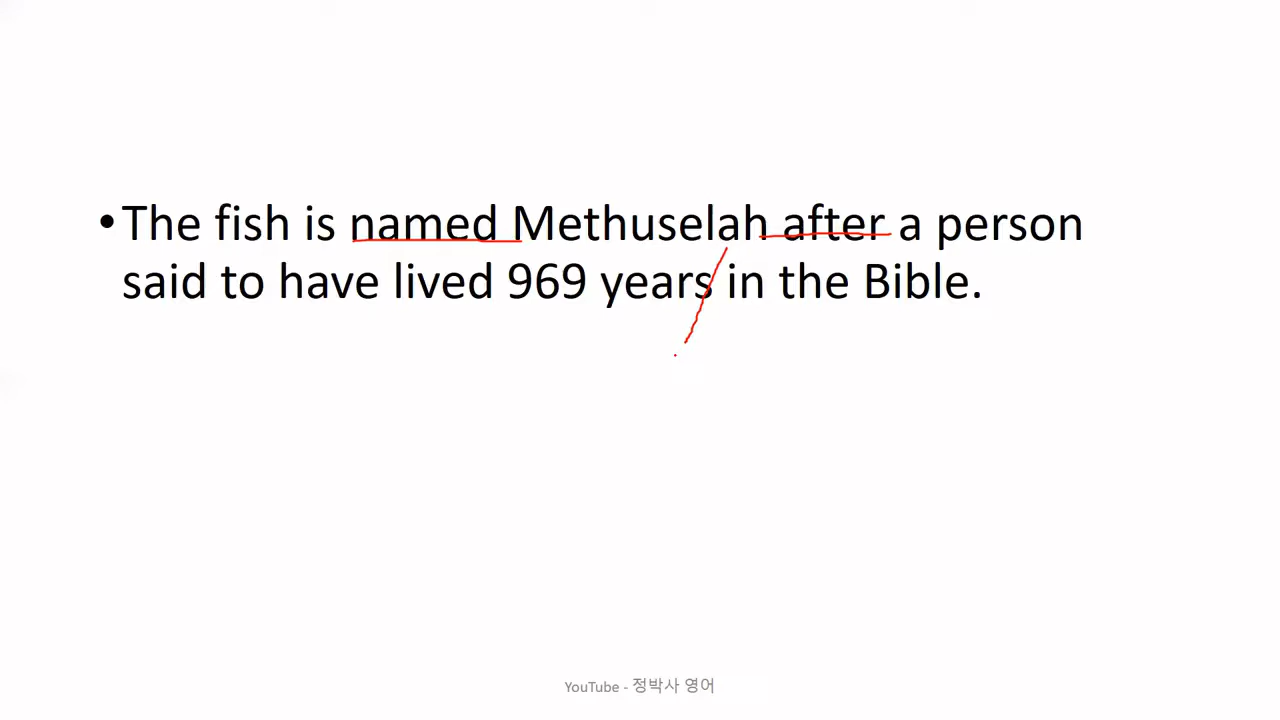 •The fish is named Methuselah after a person
said to have lived 969 years in the Bible.
YouTube - 정박사 영어